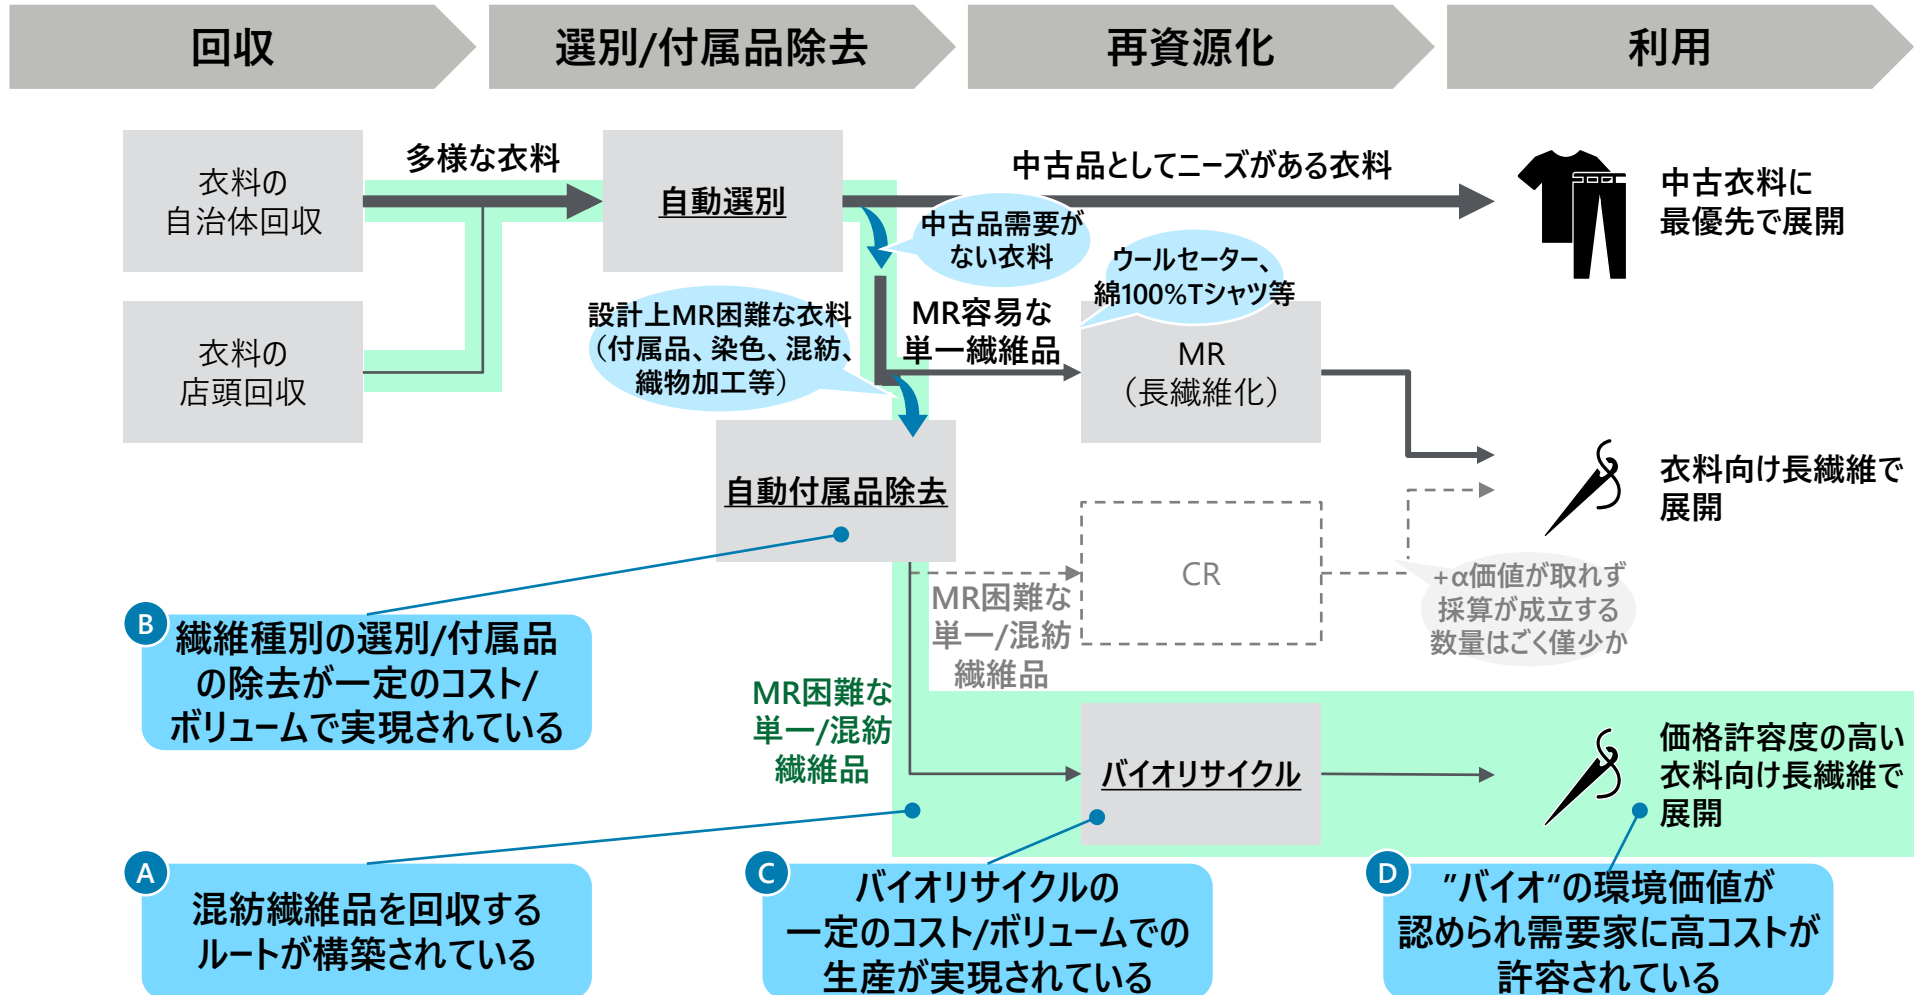 回収
選別/付属品除去
再資源化
利用
衣料の
自治体回収
多様な衣料
自動選別
中古品としてニーズがある衣料
中古衣料に
最優先で展開
中古品需要が
ない衣料
衣料の
店頭回収
設計上MR困難な衣料
（付属品、染色、混紡、
織物加工等）
MR容易な
単一繊維品
ウールセーター、
綿100%Tシャツ等
MR
（長繊維化）
衣料向け長繊維で
展開
自動付属品除去
MR困難な
単一/混紡
繊維品
CR
+α価値が取れず
採算が成立する
数量はごく僅少か
B
繊維種別の選別/付属品
の除去が一定のコスト/
ボリュームで実現されている
MR困難な
単一/混紡
繊維品
バイオリサイクル
価格許容度の高い
衣料向け長繊維で
展開
A
混紡繊維品を回収する
ルートが構築されている
C
バイオリサイクルの
一定のコスト/ボリュームでの
生産が実現されている
D
”バイオ“の環境価値が
認められ需要家に高コストが
許容されている